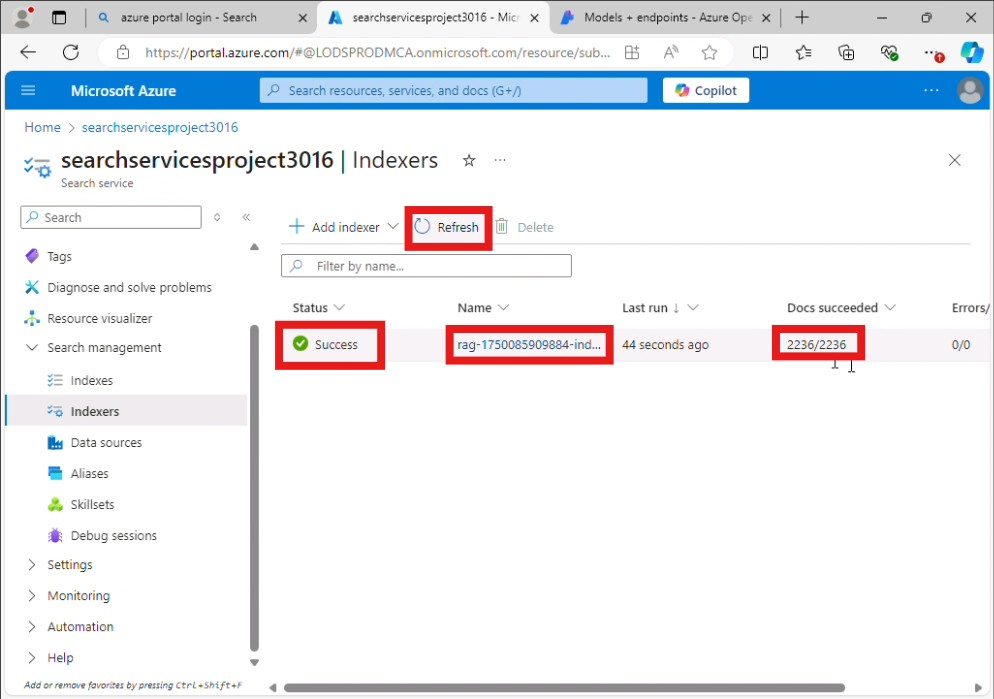 azure portal login - Search
searchservicesproject3016 - Micr
Models + endpoints - Azure Ope
https://portal.azure.com/#@LODSPRODMCA.onmicrosoft.com/resource/sub...
Microsoft Azure
Search resources, services, and docs (G+/)
Copilot
Home > searchservicesproject3016
searchservicesproject3016 | Indexers
Search service
Search
Add indexer
Refresh
Delete
Filter by name...
Tags
Diagnose and solve problems
Resource visualizer
Search management
Indexes
Indexers
Data sources
Aliases
Skillsets
Debug sessions
Settings
Monitoring
Automation
Help
Add or remove favorites by pressing Ctrl+Shift+F
Status Name Last run ↓ Docs succeeded Errors/
Success rag-1750085909884-ind... 44 seconds ago 2236/2236 0/0